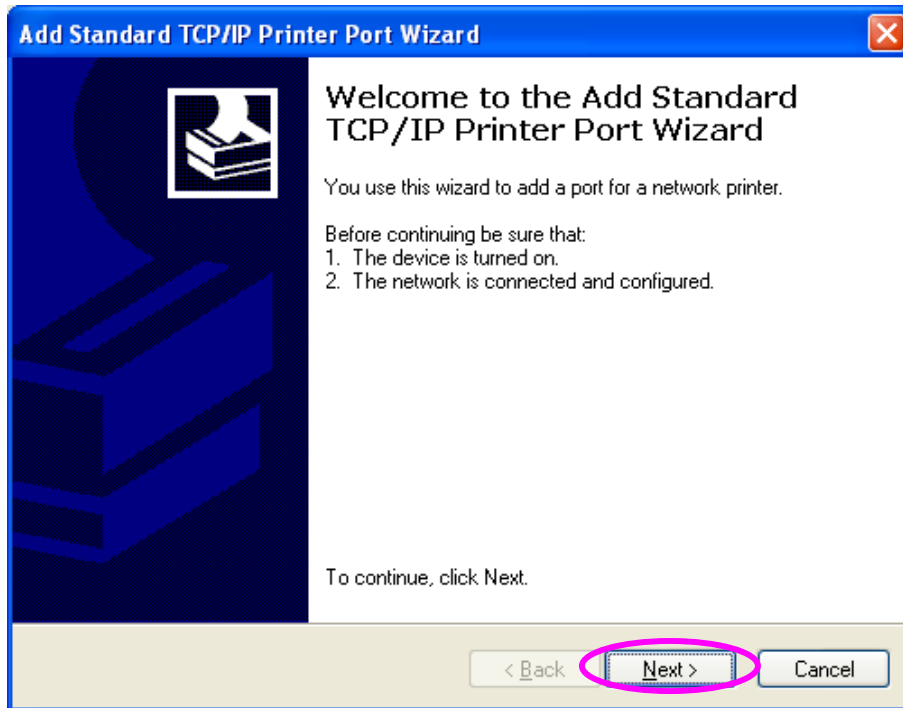 Add Standard TCP/IP Printer Port Wizard
Welcome to the Add Standard
TCP/IP Printer Port Wizard
You use this wizard to add a port for a network printer.
Before continuing be sure that:
1. The device is turned on.
2. The network is connected and configured.
To continue, click Next.
< Back Next > Cancel